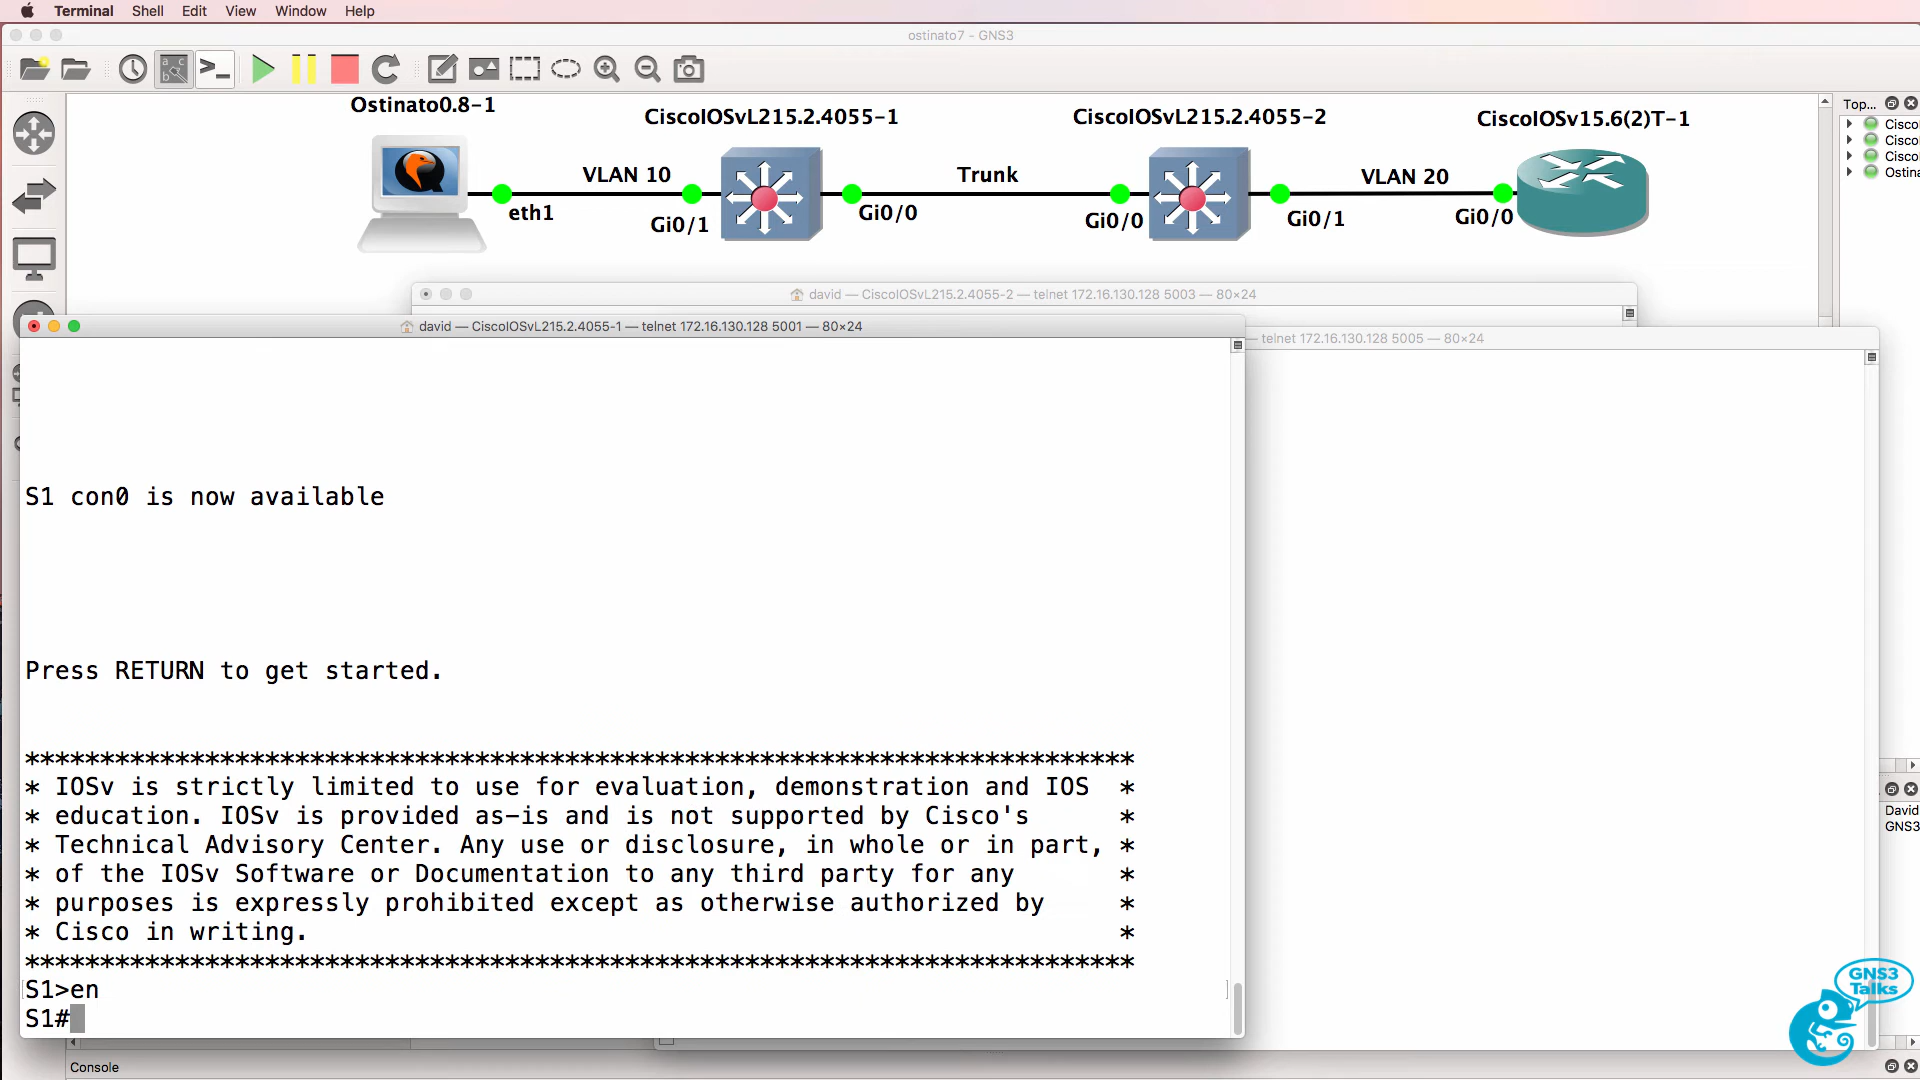 Terminal Shell Edit View Window Help
ostinato7 - GNS3
Ostinato0.8-1
CiscoIOSvL215.2.4055-1
CiscoIOSvL215.2.4055-2
CiscoIOSv15.6(2)T-1
VLAN 10
Trunk
VLAN 20
eth1
Gi0/1
Gi0/0
Gi0/0
Gi0/1
Gi0/0
Top...
Cisco
Cisco
Cisco
Ostina
david — CiscoIOSvL215.2.4055-2 — telnet 172.16.130.128 5003 — 80×24
david — CiscoIOSvL215.2.4055-1 — telnet 172.16.130.128 5001 — 80×24
— telnet 172.16.130.128 5005 — 80×24
S1 con0 is now available
Press RETURN to get started.
**************************************************************************
* IOSv is strictly limited to use for evaluation, demonstration and IOS *
* education. IOSv is provided as-is and is not supported by Cisco's *
* Technical Advisory Center. Any use or disclosure, in whole or in part, *
* of the IOSv Software or Documentation to any third party for any *
* purposes is expressly prohibited except as otherwise authorized by *
* Cisco in writing. *
**************************************************************************
S1>en
S1#
David
GNS3
GNS3
Talks
Console